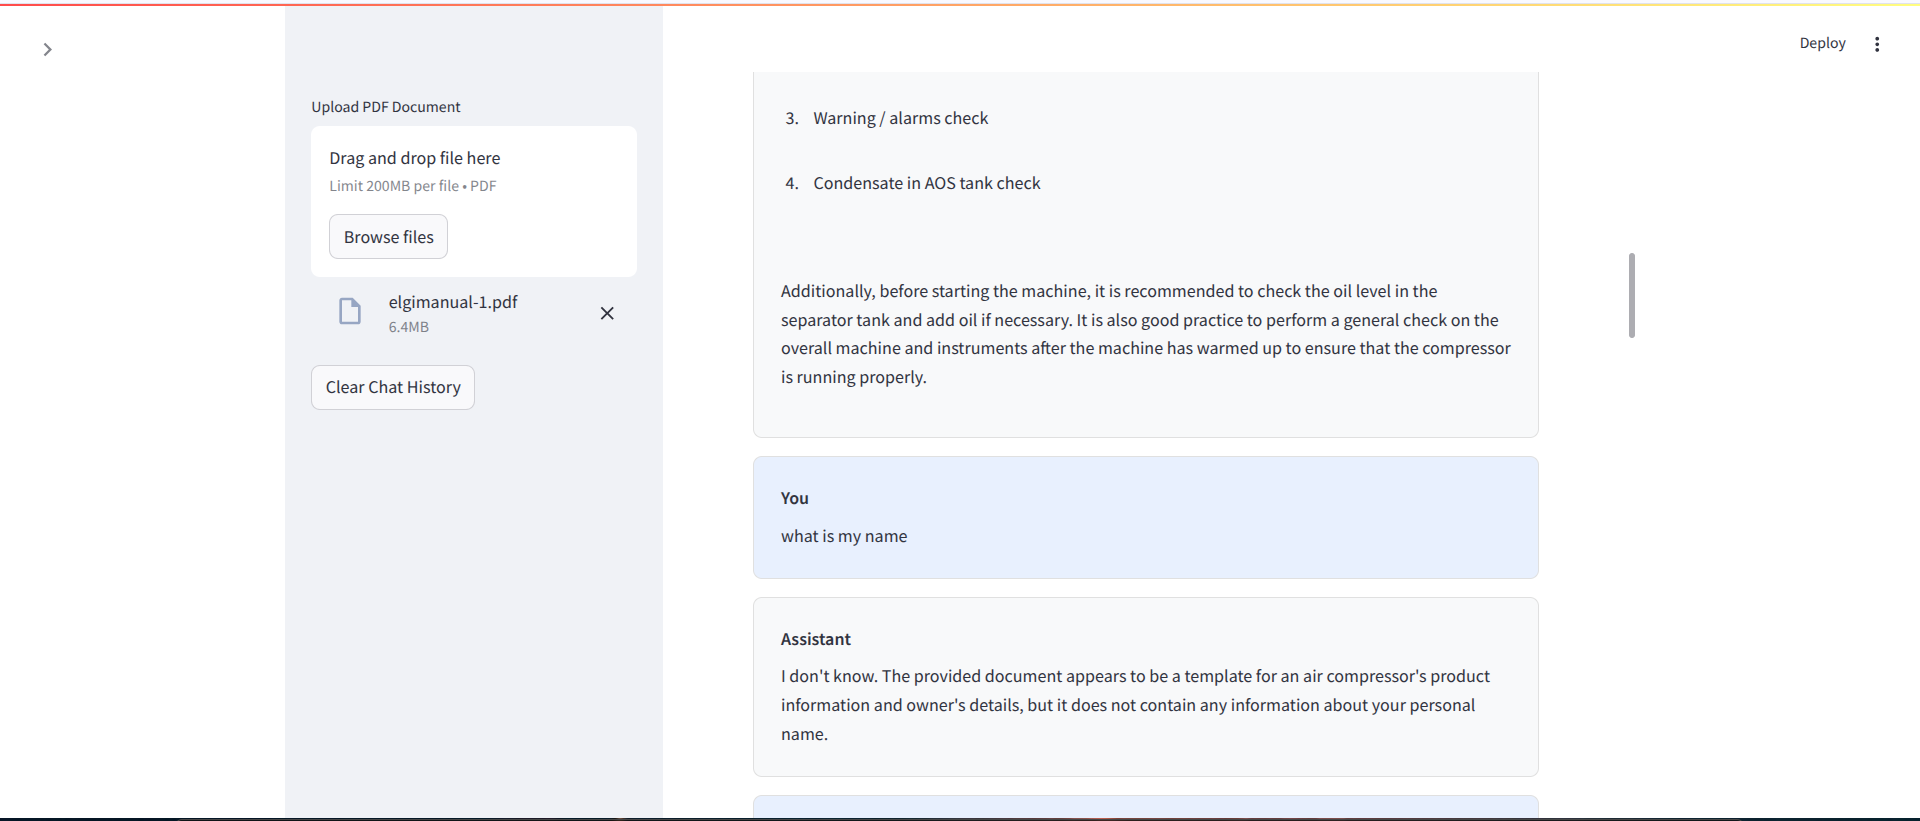 Deploy
Upload PDF Document
Drag and drop file here
Limit 200MB per file • PDF
Browse files
elgimanual-1.pdf
6.4MB
Clear Chat History
3. Warning / alarms check
4. Condensate in AOS tank check
Additionally, before starting the machine, it is recommended to check the oil level in the
separator tank and add oil if necessary. It is also good practice to perform a general check on the
overall machine and instruments after the machine has warmed up to ensure that the compressor
is running properly.
You
what is my name
Assistant
I don't know. The provided document appears to be a template for an air compressor's product
information and owner's details, but it does not contain any information about your personal
name.